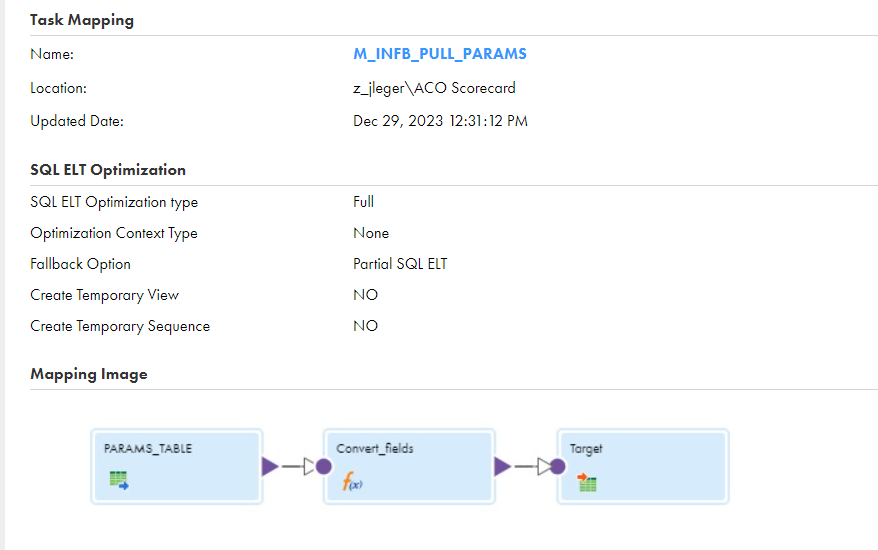 Task Mapping
Name: M_INFB_PULL_PARAMS
Location: z_jleger\ACO Scorecard
Updated Date: Dec 29, 2023 12:31:12 PM
SQL ELT Optimization
SQL ELT Optimization type Full
Optimization Context Type None
Fallback Option Partial SQL ELT
Create Temporary View NO
Create Temporary Sequence NO
Mapping Image
PARAMS_TABLE Convert_fields Target
f(x)